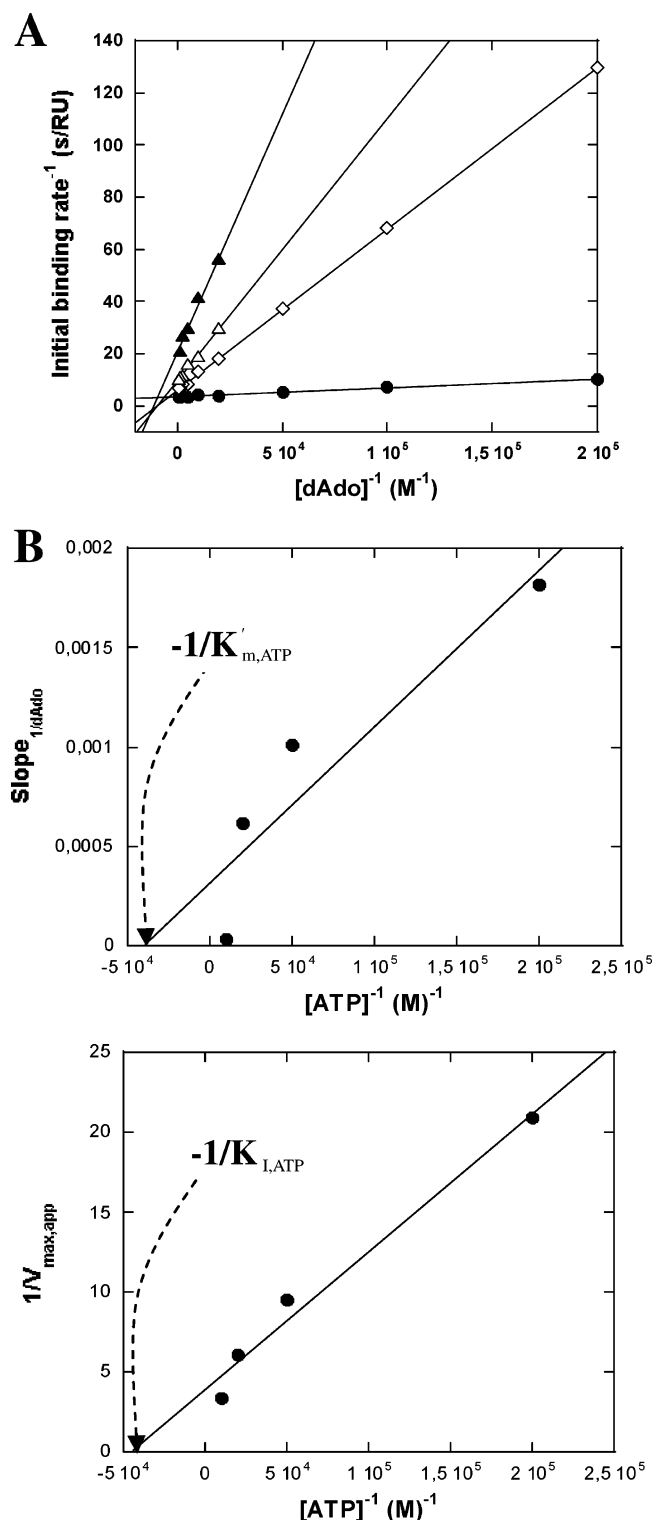 A
140
120
100
80
60
40
20
0
Initial binding rate⁻¹ (s/RU)
0 5 10⁴ 1 10⁵ 1,5 10⁵ 2 10⁵
[dAdo]⁻¹ (M⁻¹)
B
0,002
0,0015
0,001
0,0005
0
Slope1/dAdo
-1/K'm,ATP
-5 10⁴ 0 5 10⁴ 1 10⁵ 1,5 10⁵ 2 10⁵ 2,5 10⁵
[ATP]⁻¹ (M)⁻¹
25
20
15
10
5
0
1/Vmax,app
-1/KI,ATP
-5 10⁴ 0 5 10⁴ 1 10⁵ 1,5 10⁵ 2 10⁵ 2,5 10⁵
[ATP]⁻¹ (M)⁻¹